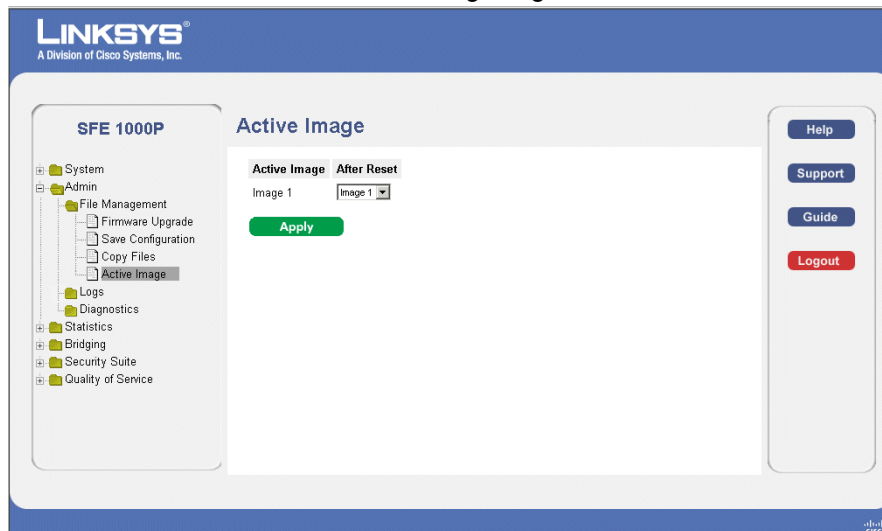 LINKSYS®
A Division of Cisco Systems, Inc.
SFE 1000P
System
Admin
File Management
Firmware Upgrade
Save Configuration
Copy Files
Active Image
Logs
Diagnostics
Statistics
Bridging
Security Suite
Quality of Service
Active Image
Active Image After Reset
Image 1 Image 1
Apply
Help
Support
Guide
Logout